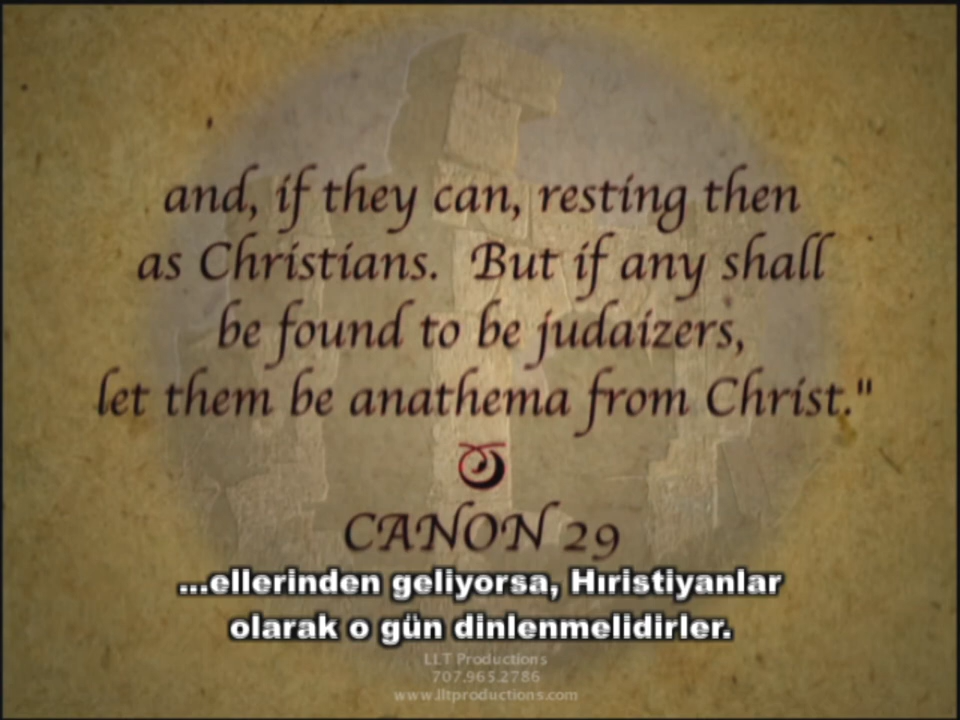 and, if they can, resting then
as Christians. But if any shall
be found to be judaizers,
let them be anathema from Christ."
CANON 29
...ellerinden geliyorsa, Hıristiyanlar
olarak o gün dinlenmelidirler.
LLT Productions
707.965.2786
www.lltproductions.com